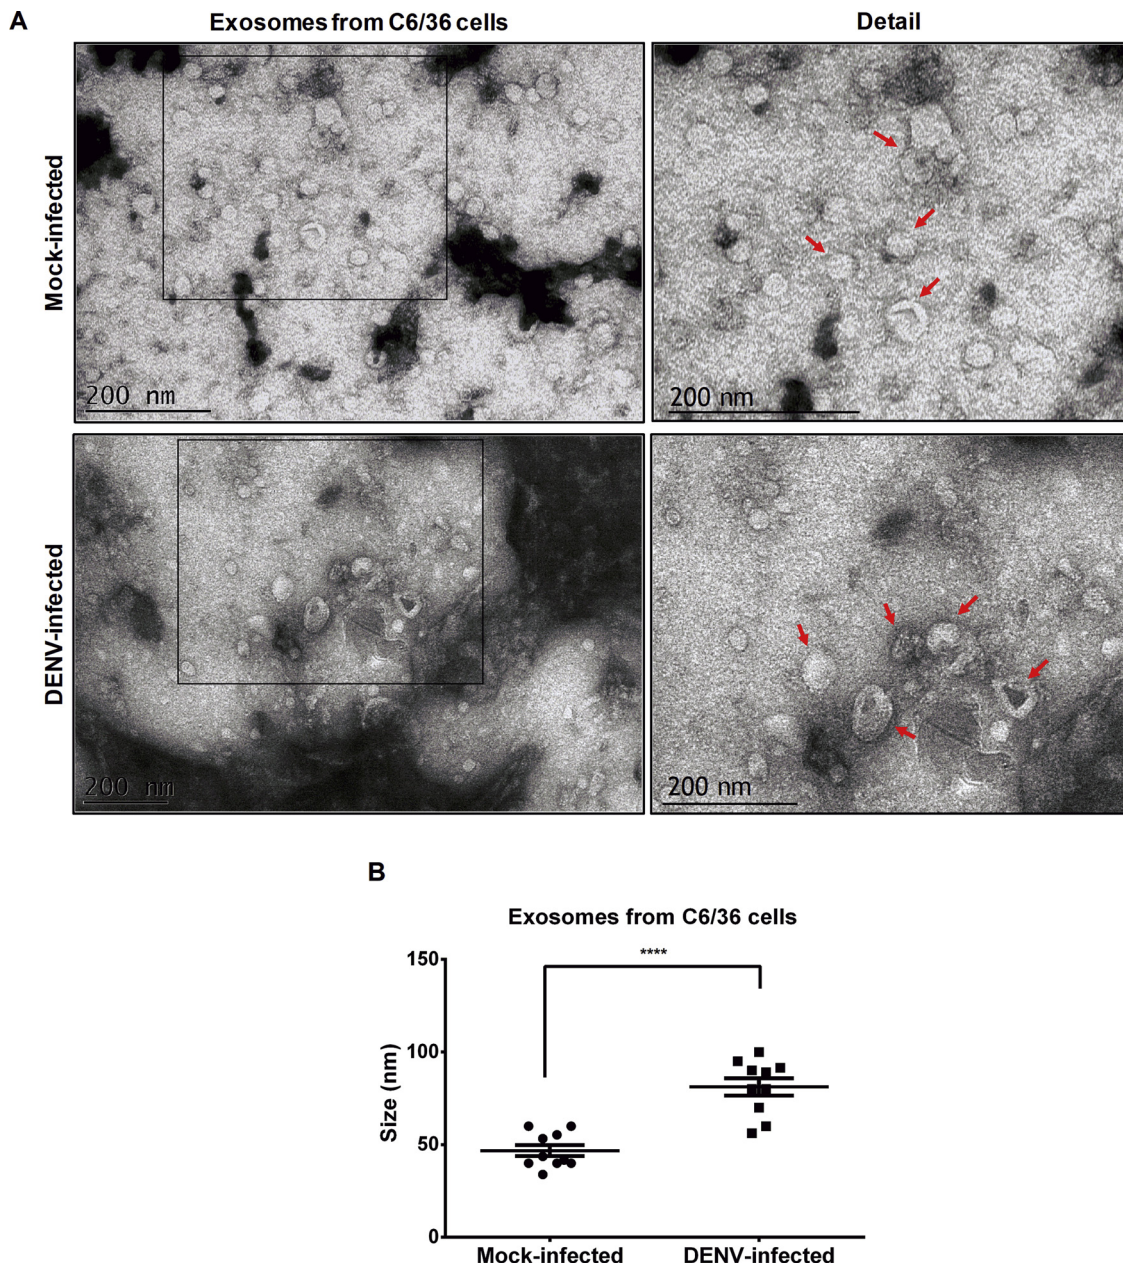 A
Exosomes from C6/36 cells
Detail
Mock-infected
200 nm
200 nm
DENV-infected
200 nm
200 nm
B
Exosomes from C6/36 cells
****
150
100
50
0
Size (nm)
Mock-infected
DENV-infected